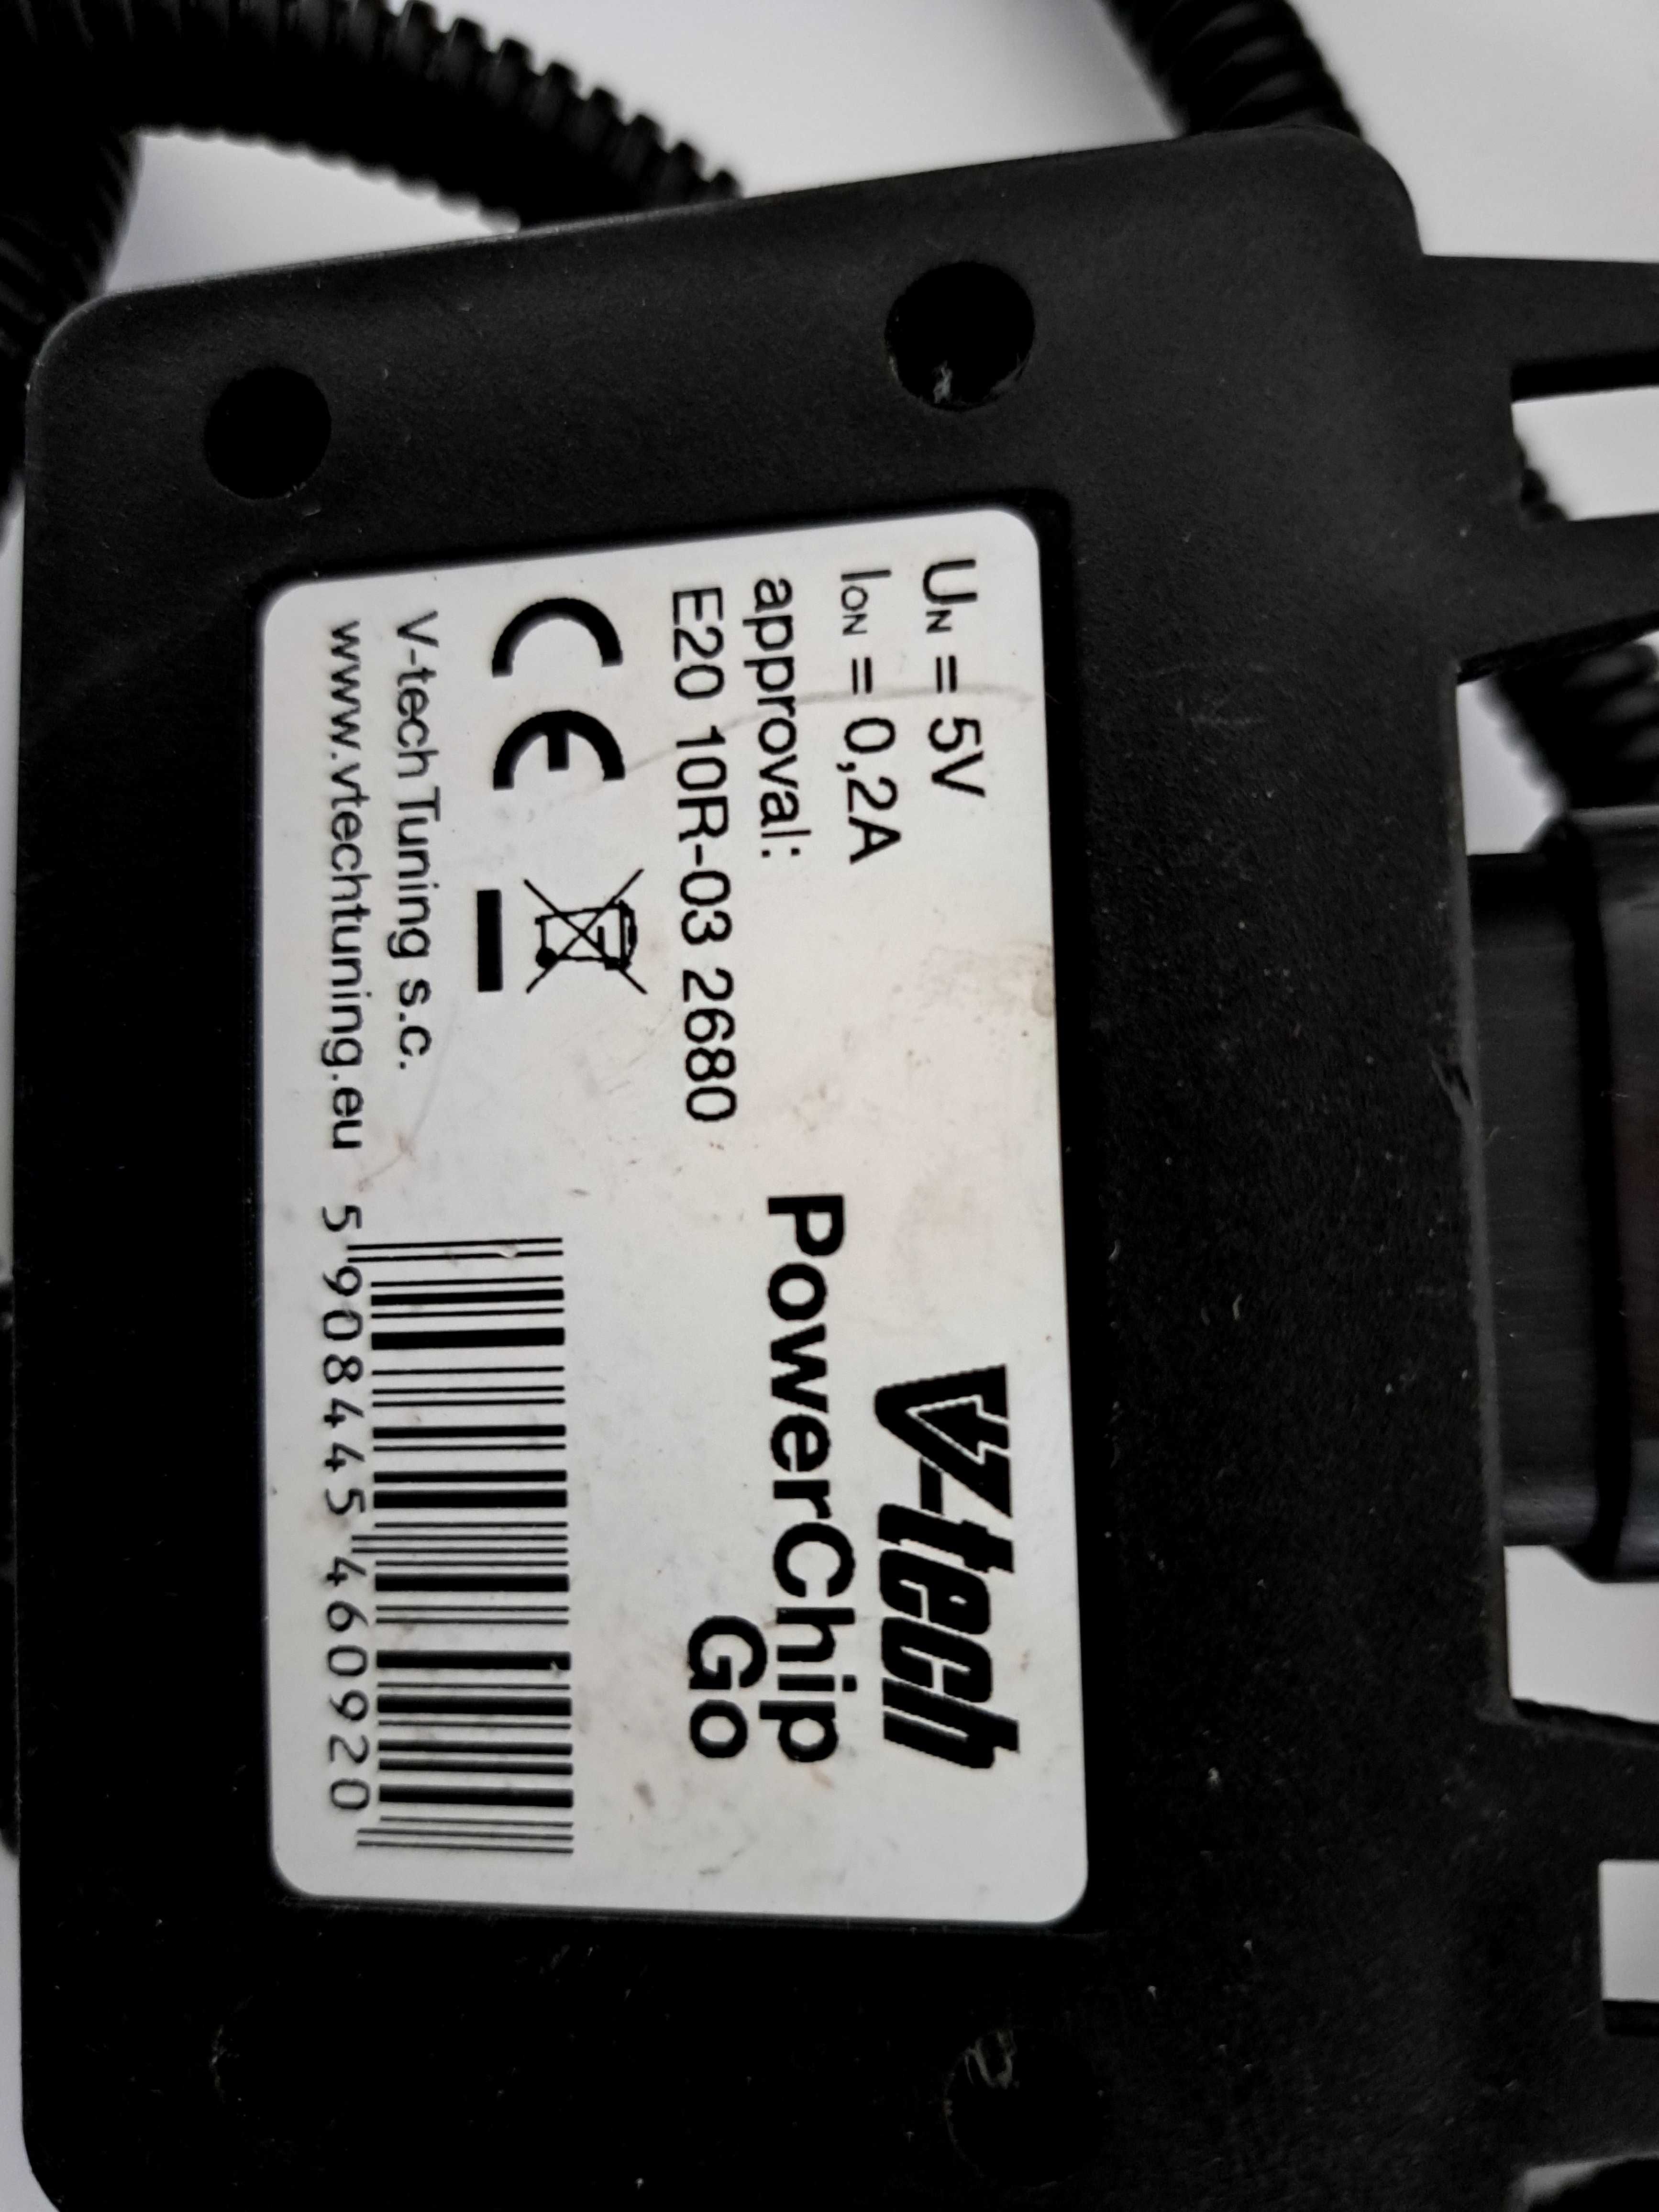 UN = 5V
ION = 0,2A
approval:
E20 10R-03 2680
V-tech
PowerChip
Go
CE
V-tech Tuning s.c.
www.vtechtuning.eu
5 908445 460920